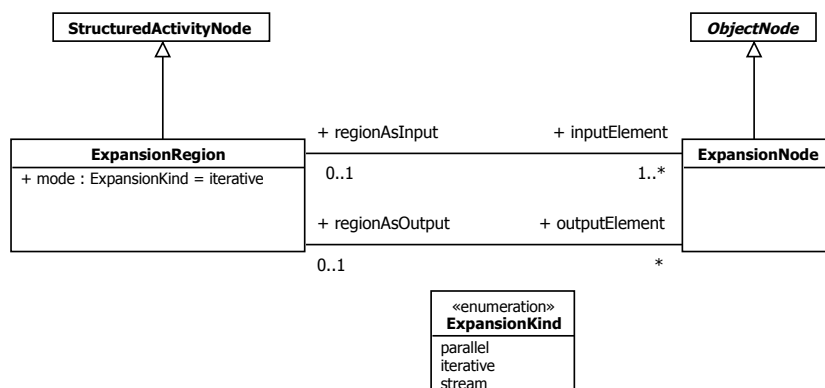 StructuredActivityNode
ObjectNode
+ regionAsInput
+ inputElement
ExpansionRegion
ExpansionNode
+ mode : ExpansionKind = iterative
0..1
1..*
+ regionAsOutput
+ outputElement
0..1
*
«enumeration»
ExpansionKind
parallel
iterative
stream